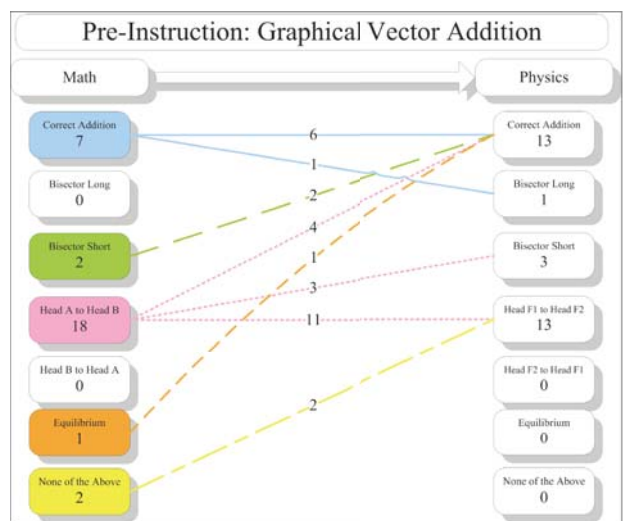 Pre-Instruction: Graphical Vector Addition
Math
Physics
Correct Addition
7
6
Correct Addition
13
1
Bisector Long
0
2
Bisector Long
1
4
Bisector Short
2
1
Bisector Short
3
3
Head A to Head B
18
11
Head F1 to Head F2
13
Head B to Head A
0
Head F2 to Head F1
0
2
Equilibrium
1
Equilibrium
0
None of the Above
2
None of the Above
0